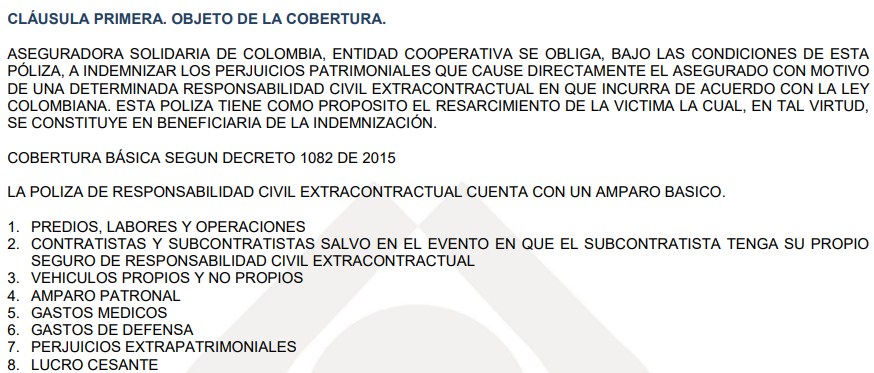 CLÁUSULA PRIMERA. OBJETO DE LA COBERTURA.
ASEGURADORA SOLIDARIA DE COLOMBIA, ENTIDAD COOPERATIVA SE OBLIGA, BAJO LAS CONDICIONES DE ESTA
PÓLIZA, A INDEMNIZAR LOS PERJUICIOS PATRIMONIALES QUE CAUSE DIRECTAMENTE EL ASEGURADO CON MOTIVO
DE UNA DETERMINADA RESPONSABILIDAD CIVIL EXTRACONTRACTUAL EN QUE INCURRA DE ACUERDO CON LA LEY
COLOMBIANA. ESTA POLIZA TIENE COMO PROPOSITO EL RESARCIMIENTO DE LA VICTIMA LA CUAL, EN TAL VIRTUD,
SE CONSTITUYE EN BENEFICIARIA DE LA INDEMNIZACIÓN.
COBERTURA BÁSICA SEGUN DECRETO 1082 DE 2015
LA POLIZA DE RESPONSABILIDAD CIVIL EXTRACONTRACTUAL CUENTA CON UN AMPARO BASICO.
1. PREDIOS, LABORES Y OPERACIONES
2. CONTRATISTAS Y SUBCONTRATISTAS SALVO EN EL EVENTO EN QUE EL SUBCONTRATISTA TENGA SU PROPIO
SEGURO DE RESPONSABILIDAD CIVIL EXTRACONTRACTUAL
3. VEHICULOS PROPIOS Y NO PROPIOS
4. AMPARO PATRONAL
5. GASTOS MEDICOS
6. GASTOS DE DEFENSA
7. PERJUICIOS EXTRAPATRIMONIALES
8. LUCRO CESANTE